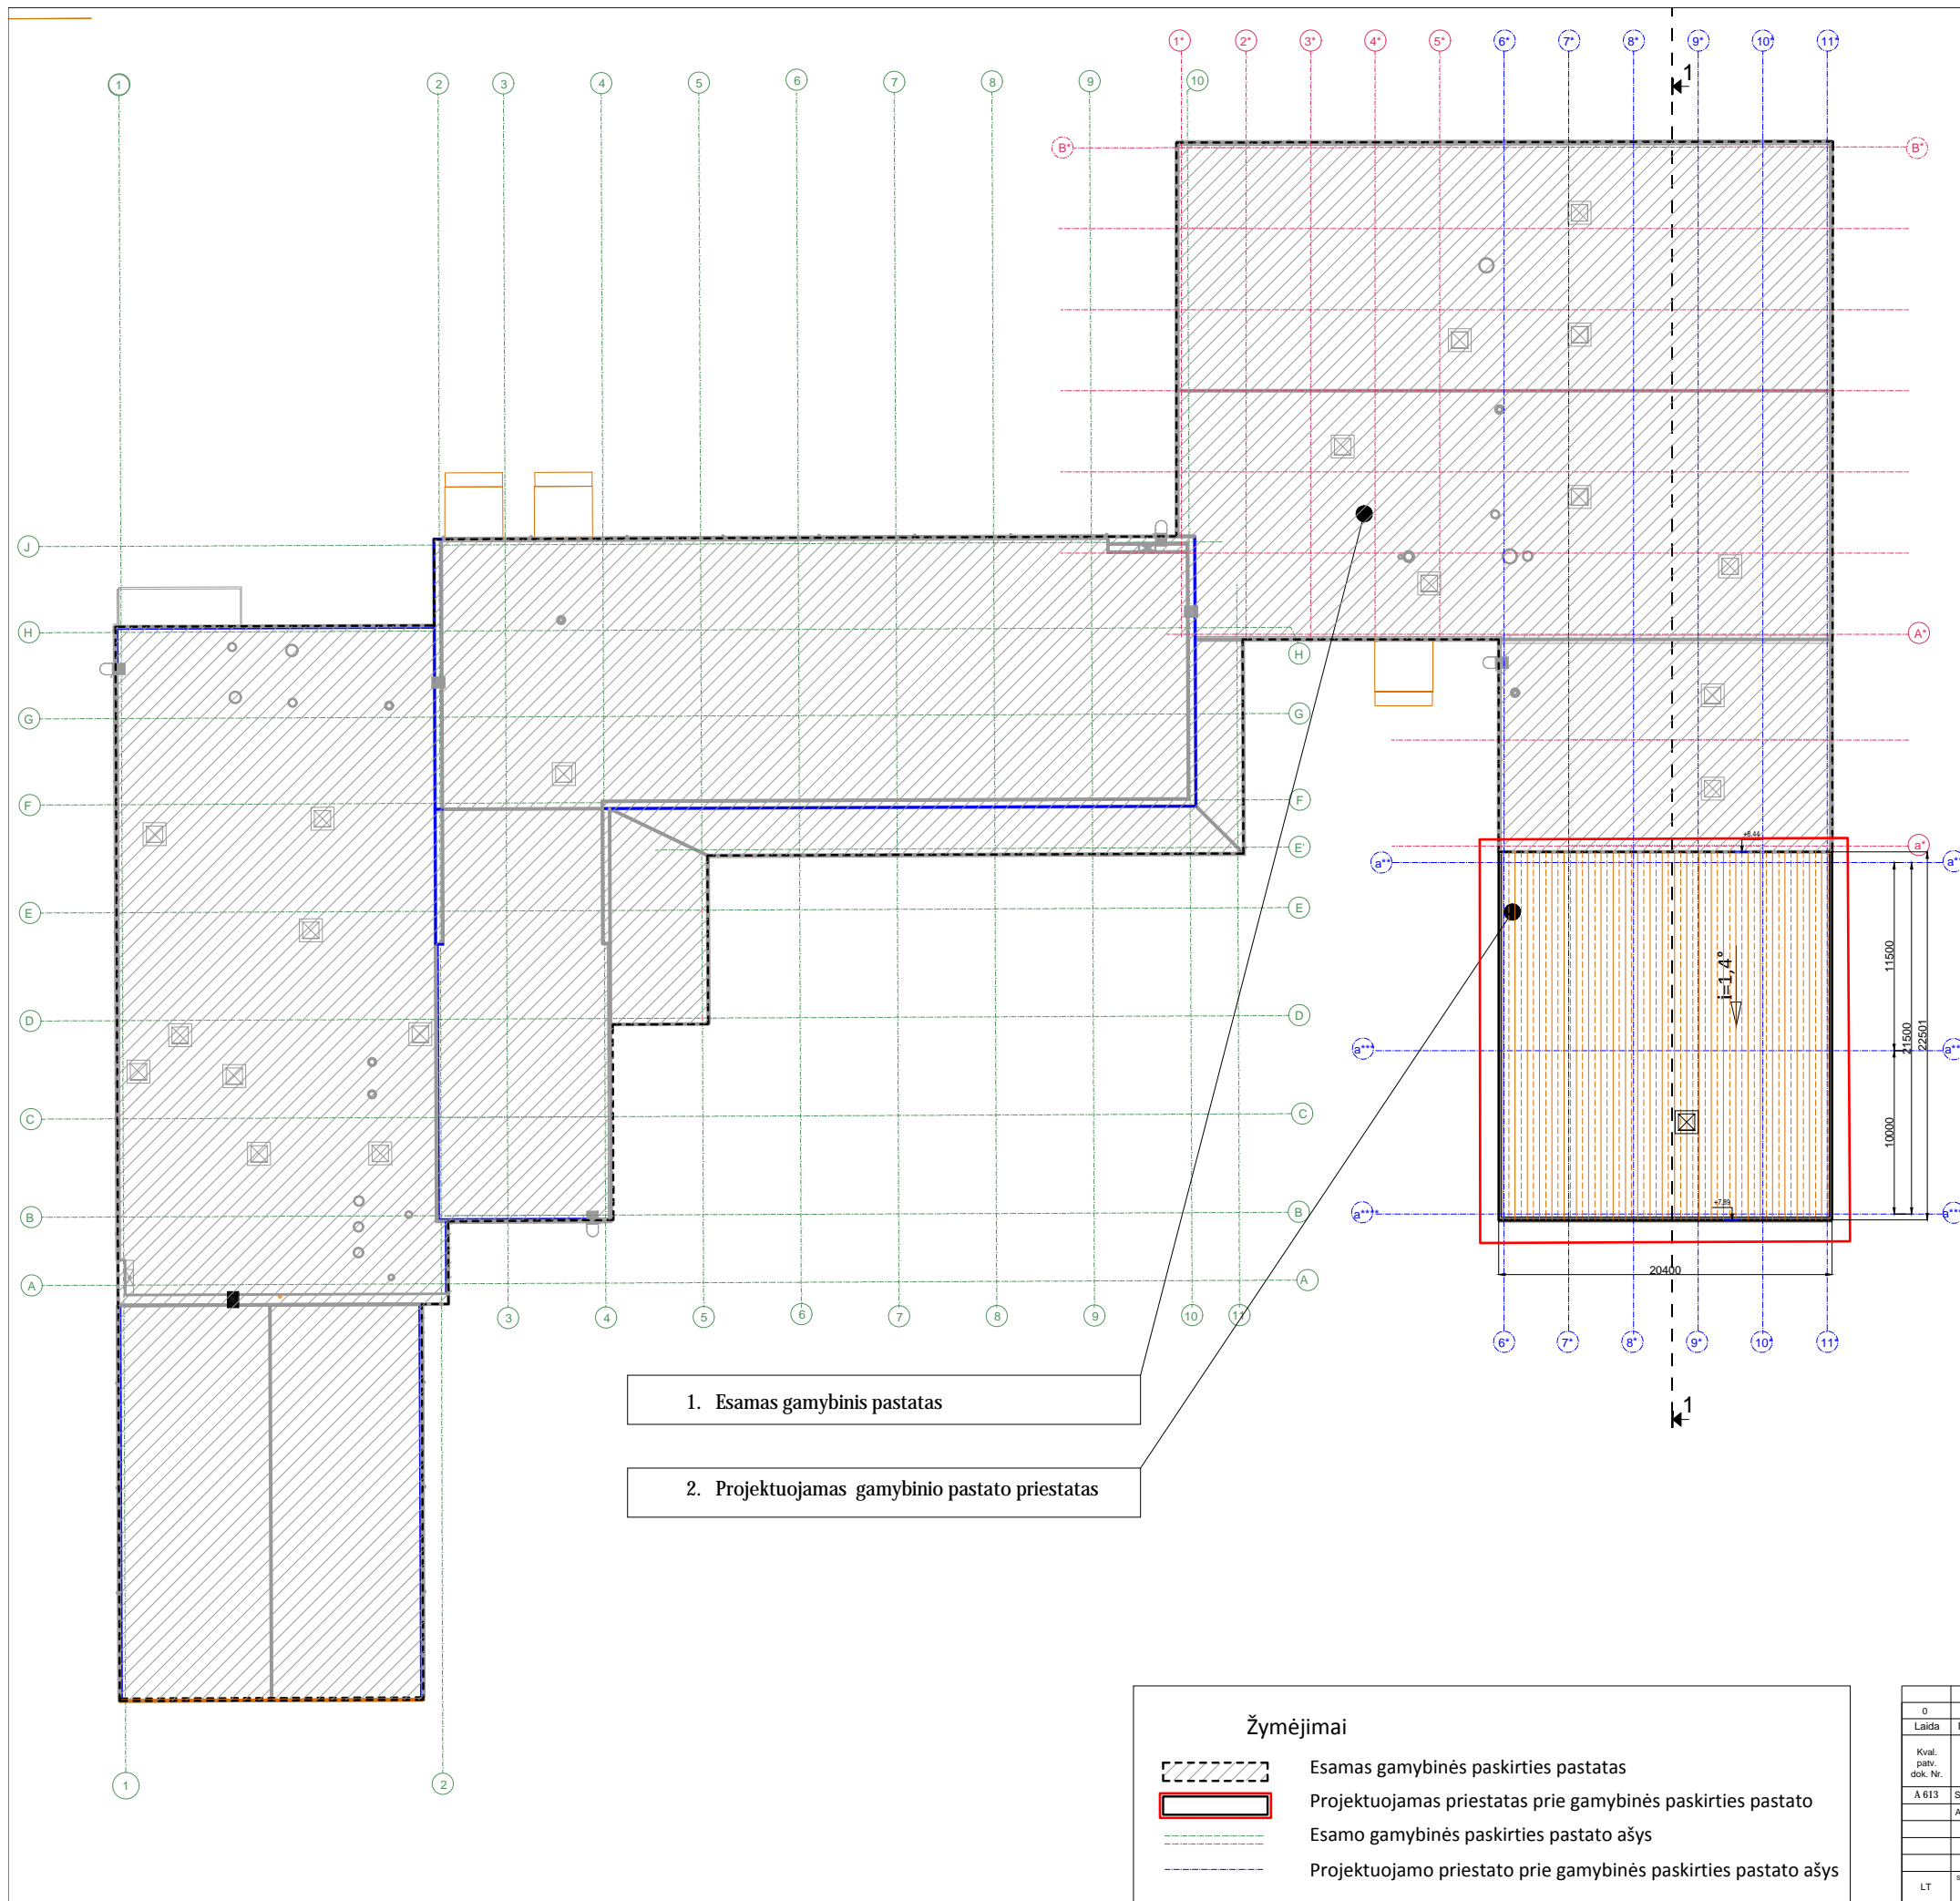 1* 2* 3* 4* 5* 6* 7* 8* 9* 10* 11*
1
1 2 3 4 5 6 7 8 9 10
B* B*
J
H
H
A*
G G
F F
E'
+8,44
a*
a** a**
E E
11500
21500
22501
i=1,4°
D D
a*** a**
C C
10000
B B
+7,89
a**** a***
A A
20400
3 4 5 6 7 8 9 10 11
6* 7* 8* 9* 10* 11*
1. Esamas gamybinis pastatas
1
2. Projektuojamas gamybinio pastato priestatas
Žymėjimai
Esamas gamybinės paskirties pastatas
Projektuojamas priestatas prie gamybinės paskirties pastato
Esamo gamybinės paskirties pastato ašys
Projektuojamo priestato prie gamybinės paskirties pastato ašys
1 2
0
Laida
Kval.
patv.
dok. Nr.
A 613 S
A
LT